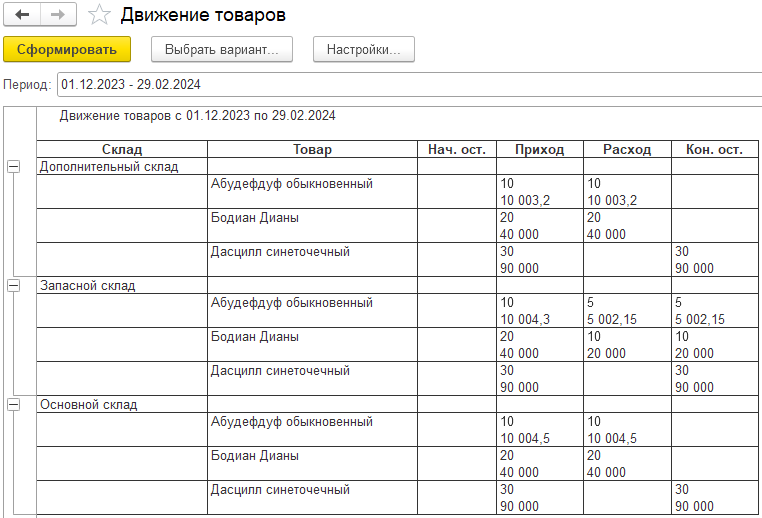 Движение товаров
Сформировать Выбрать вариант... Настройки...
Период: 01.12.2023 - 29.02.2024
Движение товаров с 01.12.2023 по 29.02.2024
Склад Товар Нач. ост. Приход Расход Кон. ост.
Дополнительный склад
Абудефдуф обыкновенный 10 10
10 003,2 10 003,2
Бодиан Дианы 20 20
40 000 40 000
Дасцилл синеточечный 30 30
90 000 90 000
Запасной склад
Абудефдуф обыкновенный 10 5 5
10 004,3 5 002,15 5 002,15
Бодиан Дианы 20 10 10
40 000 20 000 20 000
Дасцилл синеточечный 30 30
90 000 90 000
Основной склад
Абудефдуф обыкновенный 10 10
10 004,5 10 004,5
Бодиан Дианы 20 20
40 000 40 000
Дасцилл синеточечный 30 30
90 000 90 000